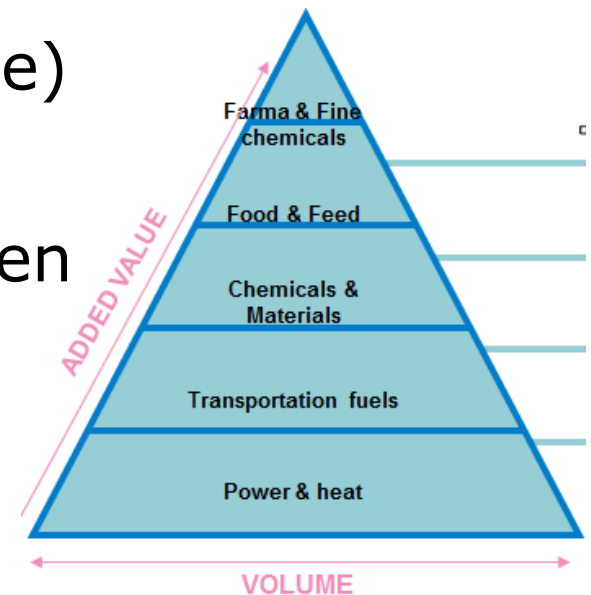 e)
Farma & Fine
chemicals
en
Food & Feed
ADDED VALUE
Chemicals &
Materials
Transportation fuels
Power & heat
VOLUME